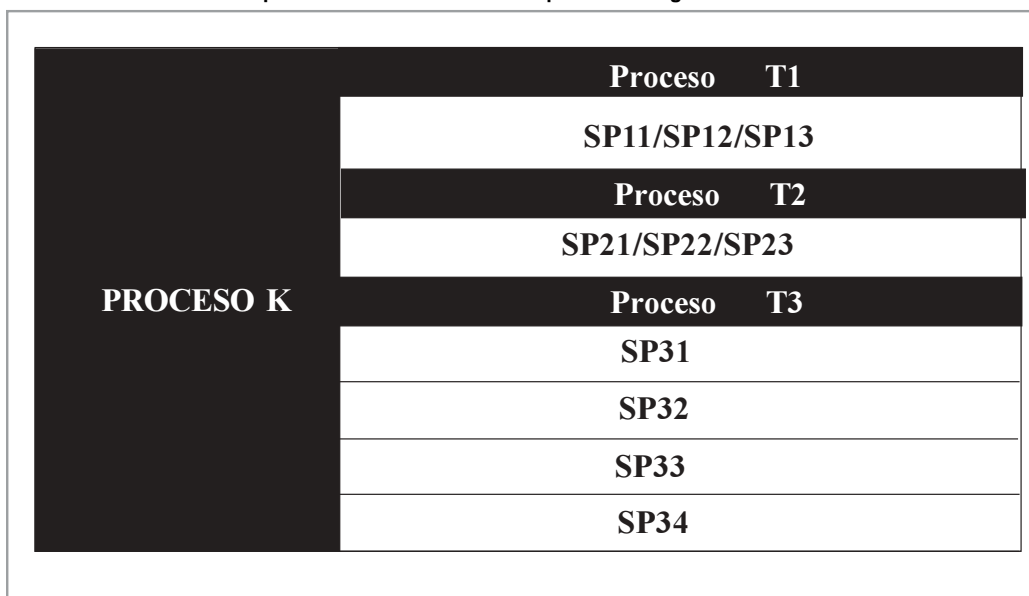 Proceso T1
SP11/SP12/SP13
Proceso T2
SP21/SP22/SP23
PROCESO K
Proceso T3
SP31
SP32
SP33
SP34